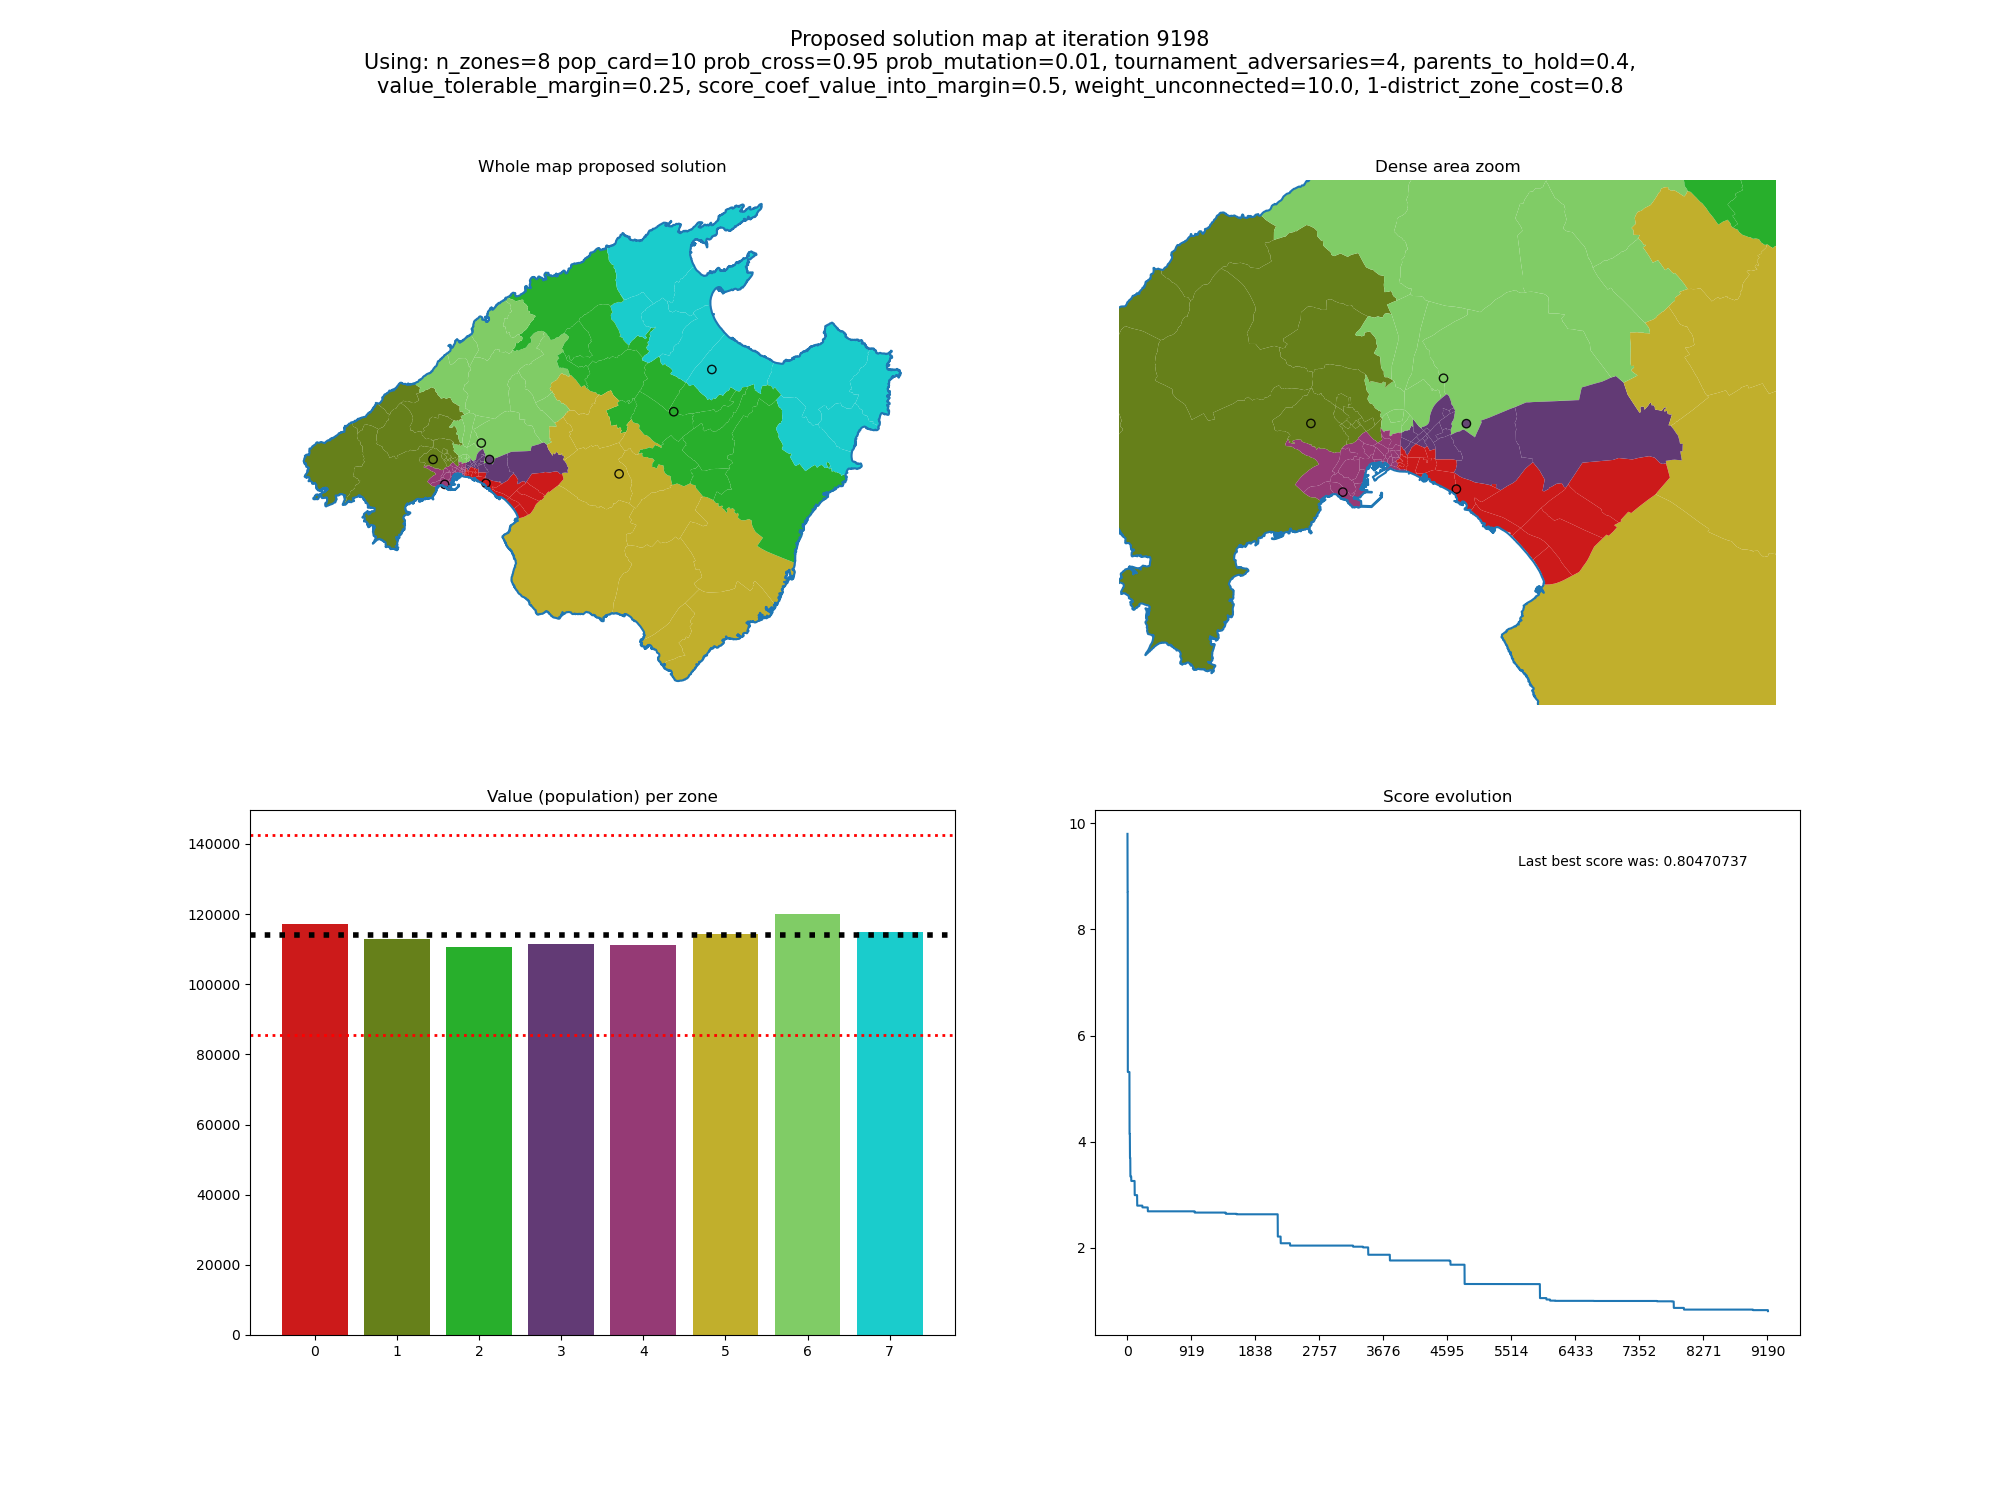 Proposed solution map at iteration 9198
Using: n_zones=8 pop_card=10 prob_cross=0.95 prob_mutation=0.01, tournament_adversaries=4, parents_to_hold=0.4,
value_tolerable_margin=0.25, score_coef_value_into_margin=0.5, weight_unconnected=10.0, 1-district_zone_cost=0.8
Whole map proposed solution
Dense area zoom
Value (population) per zone
140000
120000
100000
80000
60000
40000
20000
0
0 1 2 3 4 5 6 7
Score evolution
Last best score was: 0.80470737
10
8
6
4
2
0 919 1838 2757 3676 4595 5514 6433 7352 8271 9190